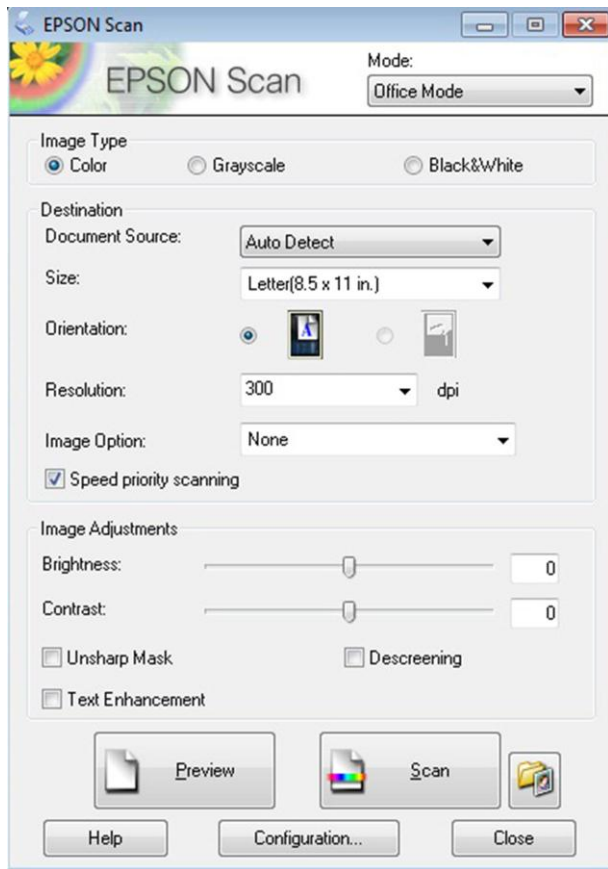 EPSON Scan
EPSON Scan
Mode:
Office Mode
Image Type
Color Grayscale Black&White
Destination
Document Source: Auto Detect
Size: Letter(8.5 x 11 in.)
Orientation: A
Resolution: 300 dpi
Image Option: None
Speed priority scanning
Image Adjustments
Brightness: 0
Contrast: 0
Unsharp Mask Descreening
Text Enhancement
Preview Scan
Help Configuration... Close